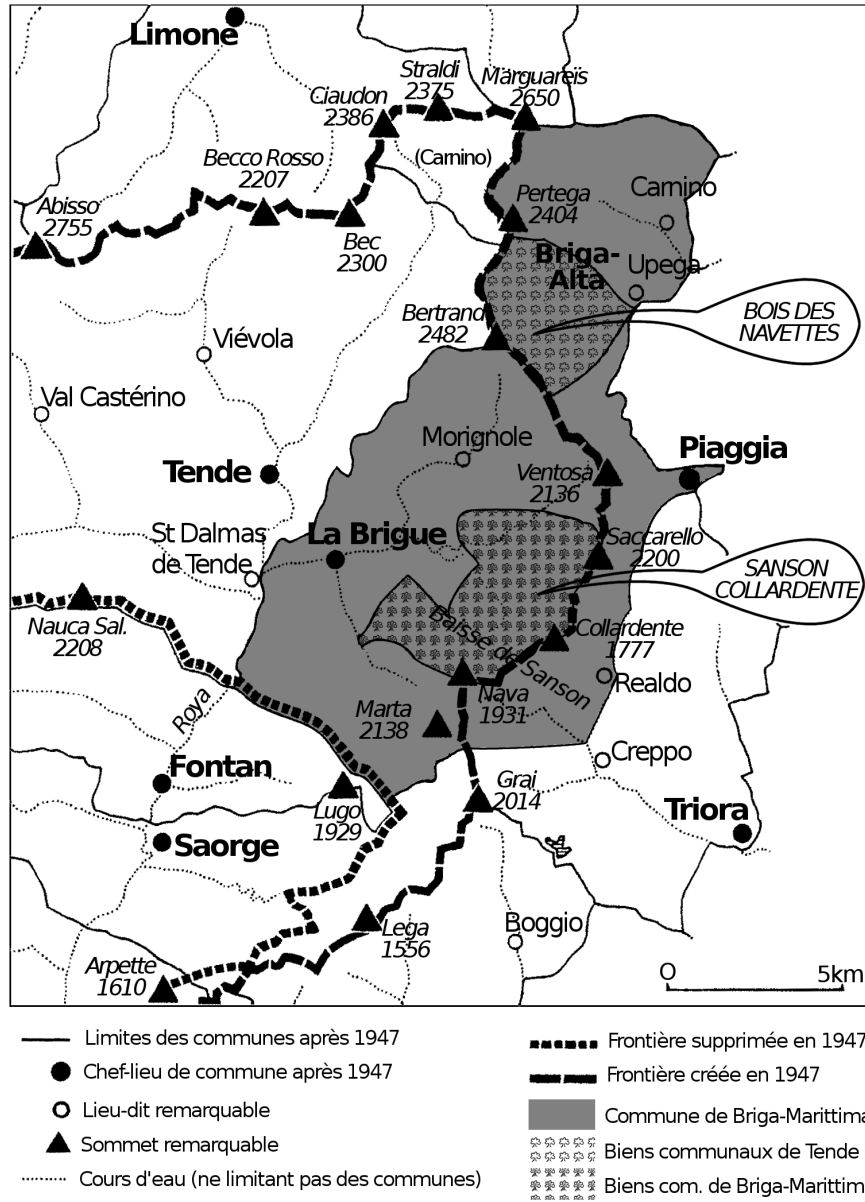 Limone
Straldi
2375
Marguareis
2650
Ciaudon
2386
(Carnino)
Becco Rosso
2207
Abisso
2755
Bec
2300
Pertega
2404
Carnino
Briga-
Alta
Upega
Bertrand
2482
BOIS DES
NAVETTES
Viévola
Val Castérino
Morignole
Piaggia
Tende
Ventosa
2136
St Dalmas
de Tende
La Brigue
Saccarello
2200
SANSON
COLLARDENTE
Nauca Sal.
2208
Baisse de Sanson
Collardente
1777
Realdo
Roya
Nava
1931
Marta
2138
Creppo
Fontan
Lugo
1929
Grai
2014
Triora
Saorge
Lega
1556
Boggio
Arpette
1610
O 5km
Limites des communes après 1947
Chef-lieu de commune après 1947
Lieu-dit remarquable
Sommet remarquable
Cours d'eau (ne limitant pas des communes)
Frontière supprimée en 1947
Frontière créée en 1947
Commune de Briga-Marittima
Biens communaux de Tende
Biens com. de Briga-Marittim